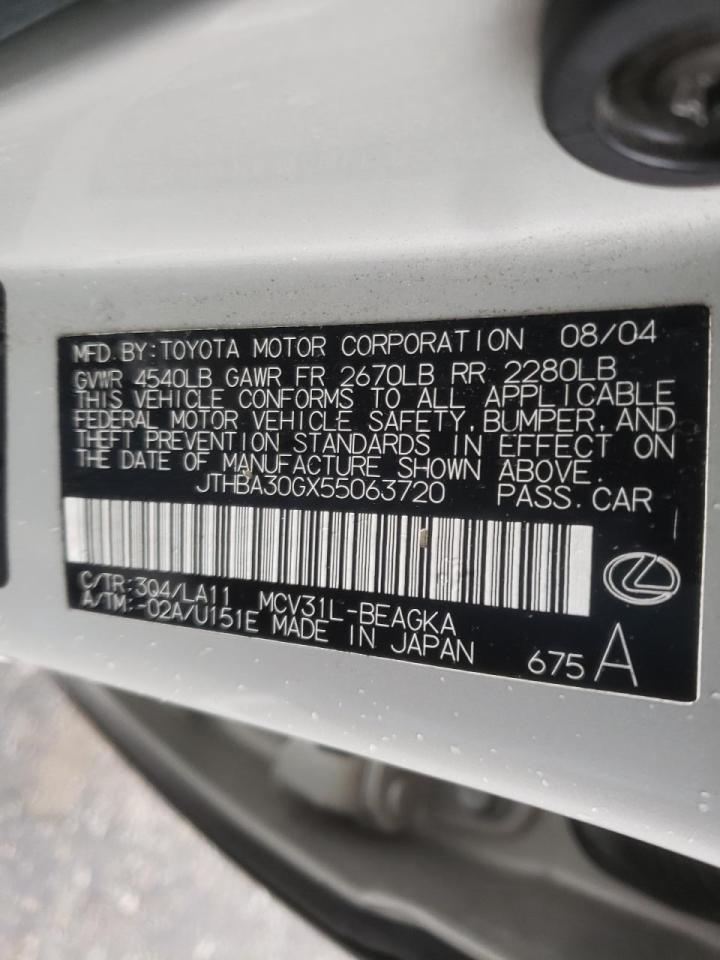 MFD. BY: TOYOTA MOTOR CORPORATION 08/04
GVWR 4540LB GAWR FR 2670LB RR 2280LB
THIS VEHICLE CONFORMS TO ALL APPLICABLE
FEDERAL MOTOR VEHICLE SAFETY, BUMPER, AND
THEFT PREVENTION STANDARDS IN EFFECT ON
THE DATE OF MANUFACTURE SHOWN ABOVE.
JTHBA30GX55063720 PASS. CAR
C/TR: 3Q4/LA11 MCV31L-BEAGKA
A/TM: -02A/U151E MADE IN JAPAN
675 A